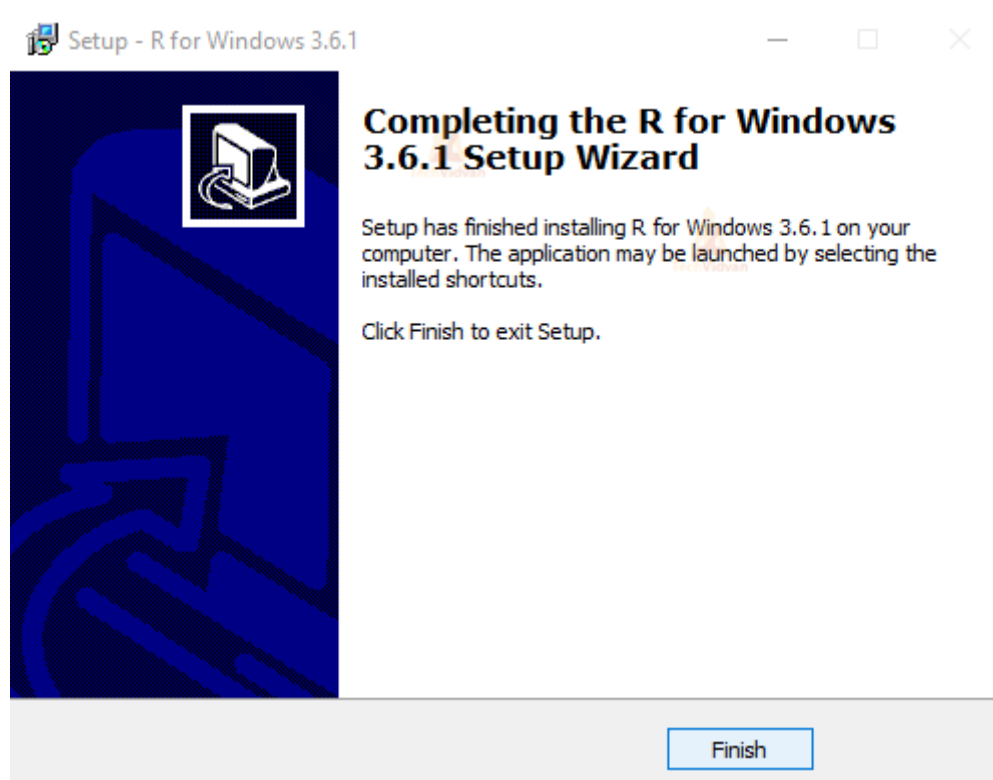 Setup - R for Windows 3.6.1
Completing the R for Windows
3.6.1 Setup Wizard
Setup has finished installing R for Windows 3.6.1 on your
computer. The application may be launched by selecting the
installed shortcuts.
Click Finish to exit Setup.
Finish